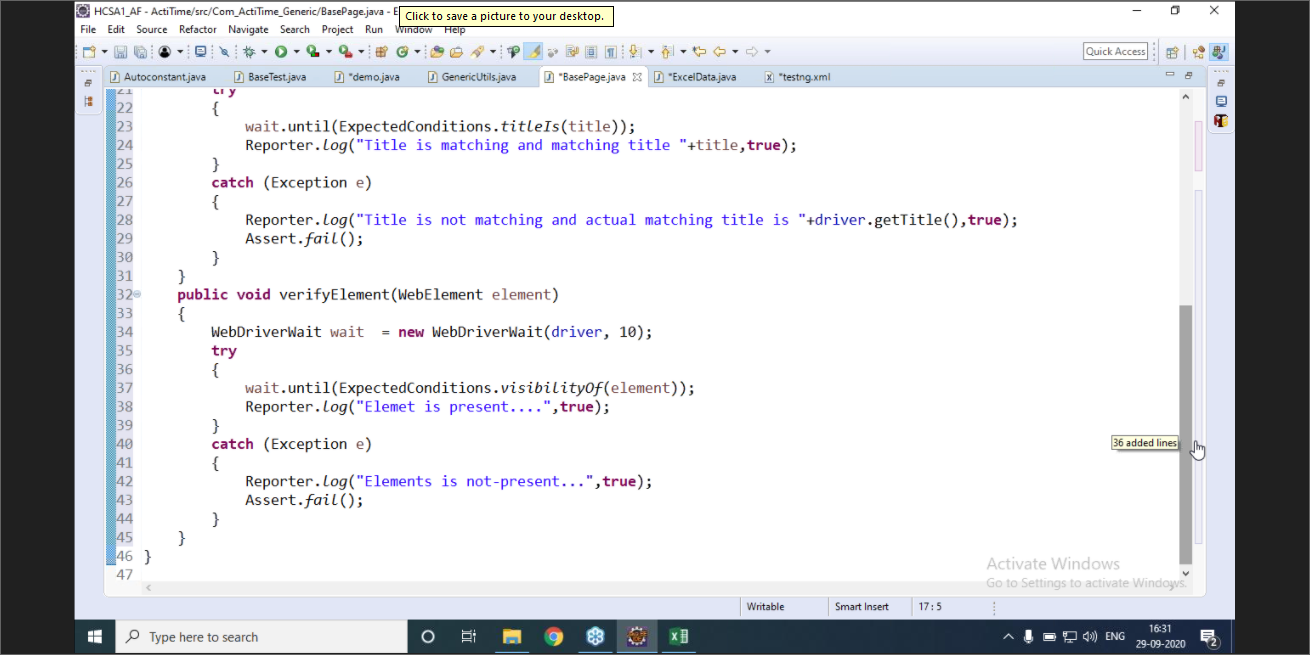 HCSA1_AF - ActiTime/src/Com_ActiTime_Generic/BasePage.java - E
Click to save a picture to your desktop.
File Edit Source Refactor Navigate Search Project Run Window Help
Quick Access
Autoconstant.java BaseTest.java *demo.java GenericUtils.java *BasePage.java *ExcelData.java *testng.xml
21 try
22 {
23 wait.until(ExpectedConditions.titleIs(title));
24 Reporter.log("Title is matching and matching title "+title,true);
25 }
26 catch (Exception e)
27 {
28 Reporter.log("Title is not matching and actual matching title is "+driver.getTitle(),true);
29 Assert.fail();
30 }
31 }
32 public void verifyElement(WebElement element)
33 {
34 WebDriverWait wait = new WebDriverWait(driver, 10);
35 try
36 {
37 wait.until(ExpectedConditions.visibilityOf(element));
38 Reporter.log("Elemet is present....",true);
39 }
40 catch (Exception e)
36 added lines
41 {
42 Reporter.log("Elements is not-present...",true);
43 Assert.fail();
44 }
45 }
46 }
47
Activate Windows
Go to Settings to activate Windows.
Writable Smart Insert 17 : 5
Type here to search
ENG
16:31
29-09-2020
2